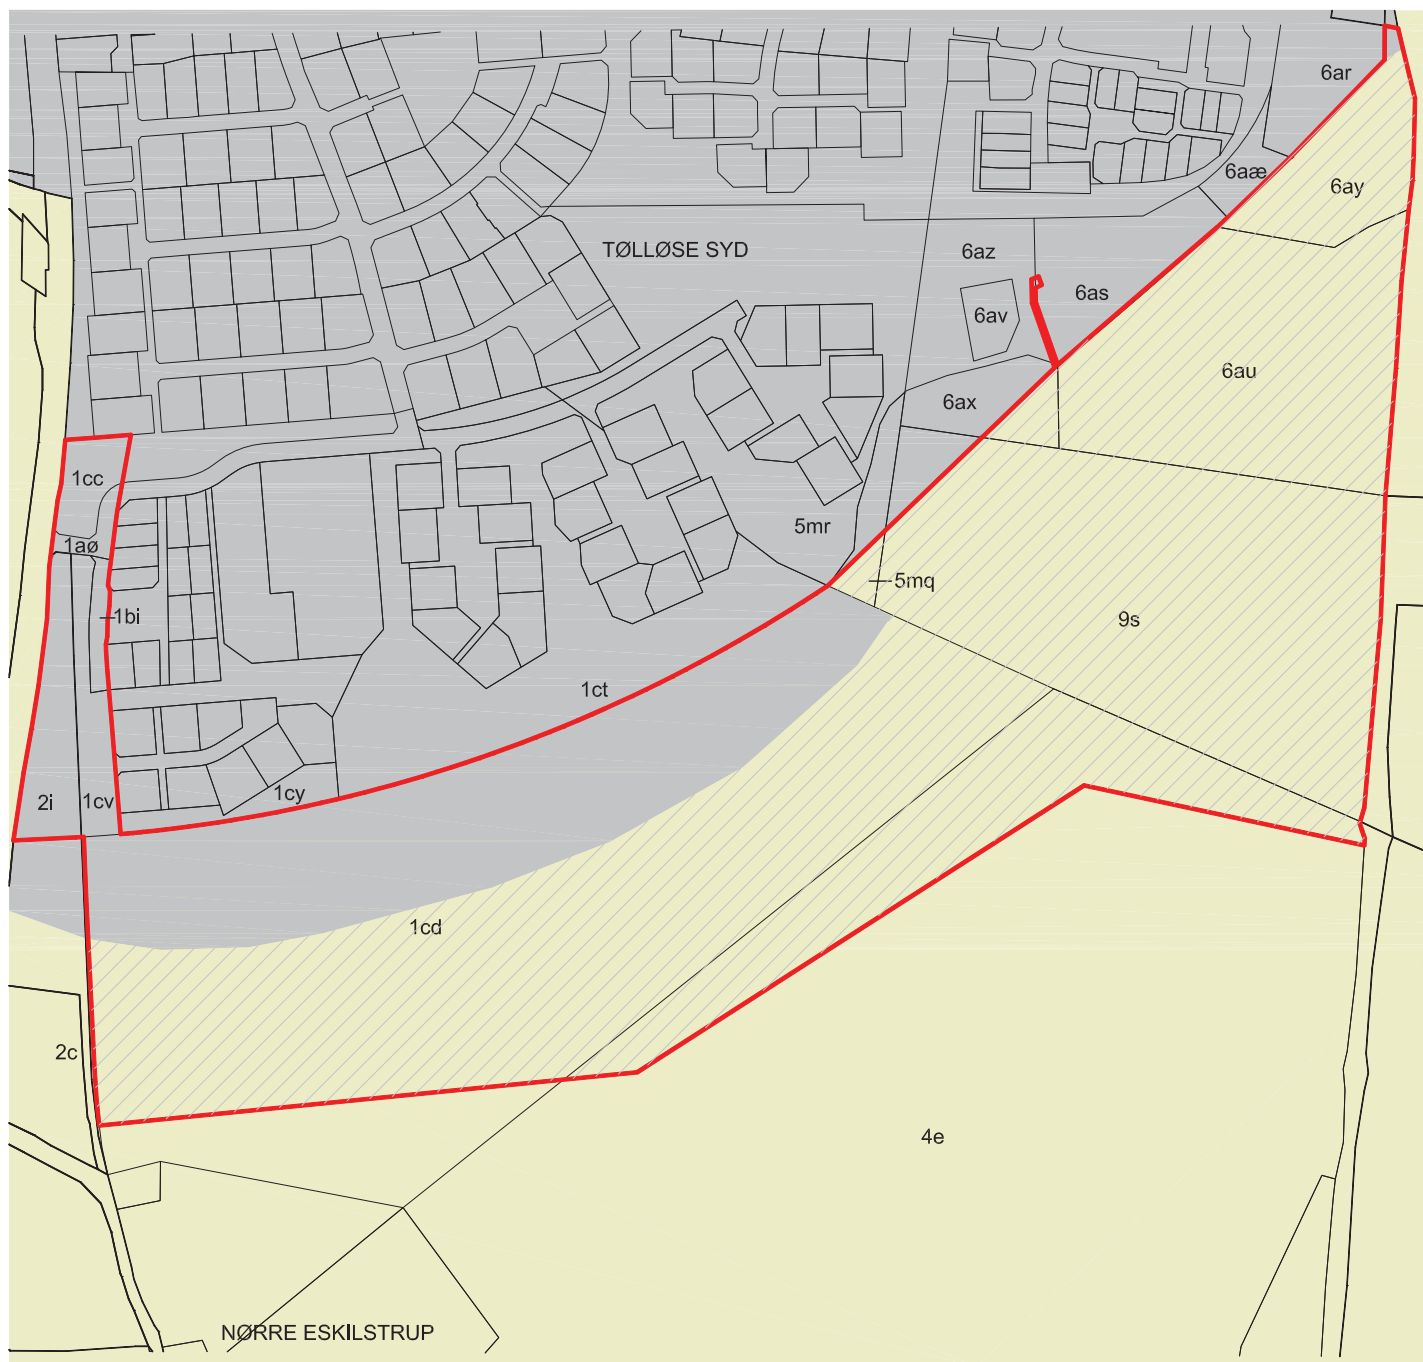 6ar
6aæ
6ay
TØLLØSE SYD
6az
6as
6av
6au
6ax
1cc
5mr
1aø
5mq
1bi
9s
1ct
2i
1cv
1cy
1cd
2c
4e
NØRRE ESKILSTRUP